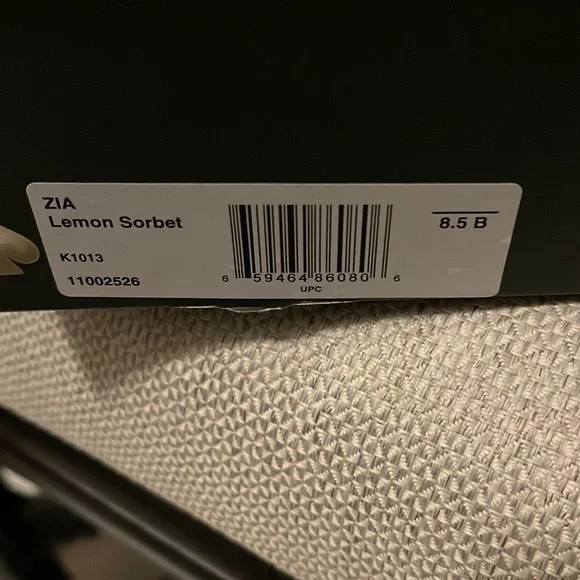 ZIA
Lemon Sorbet
K1013
11002526
6 59464 86080 6
UPC
8.5 B